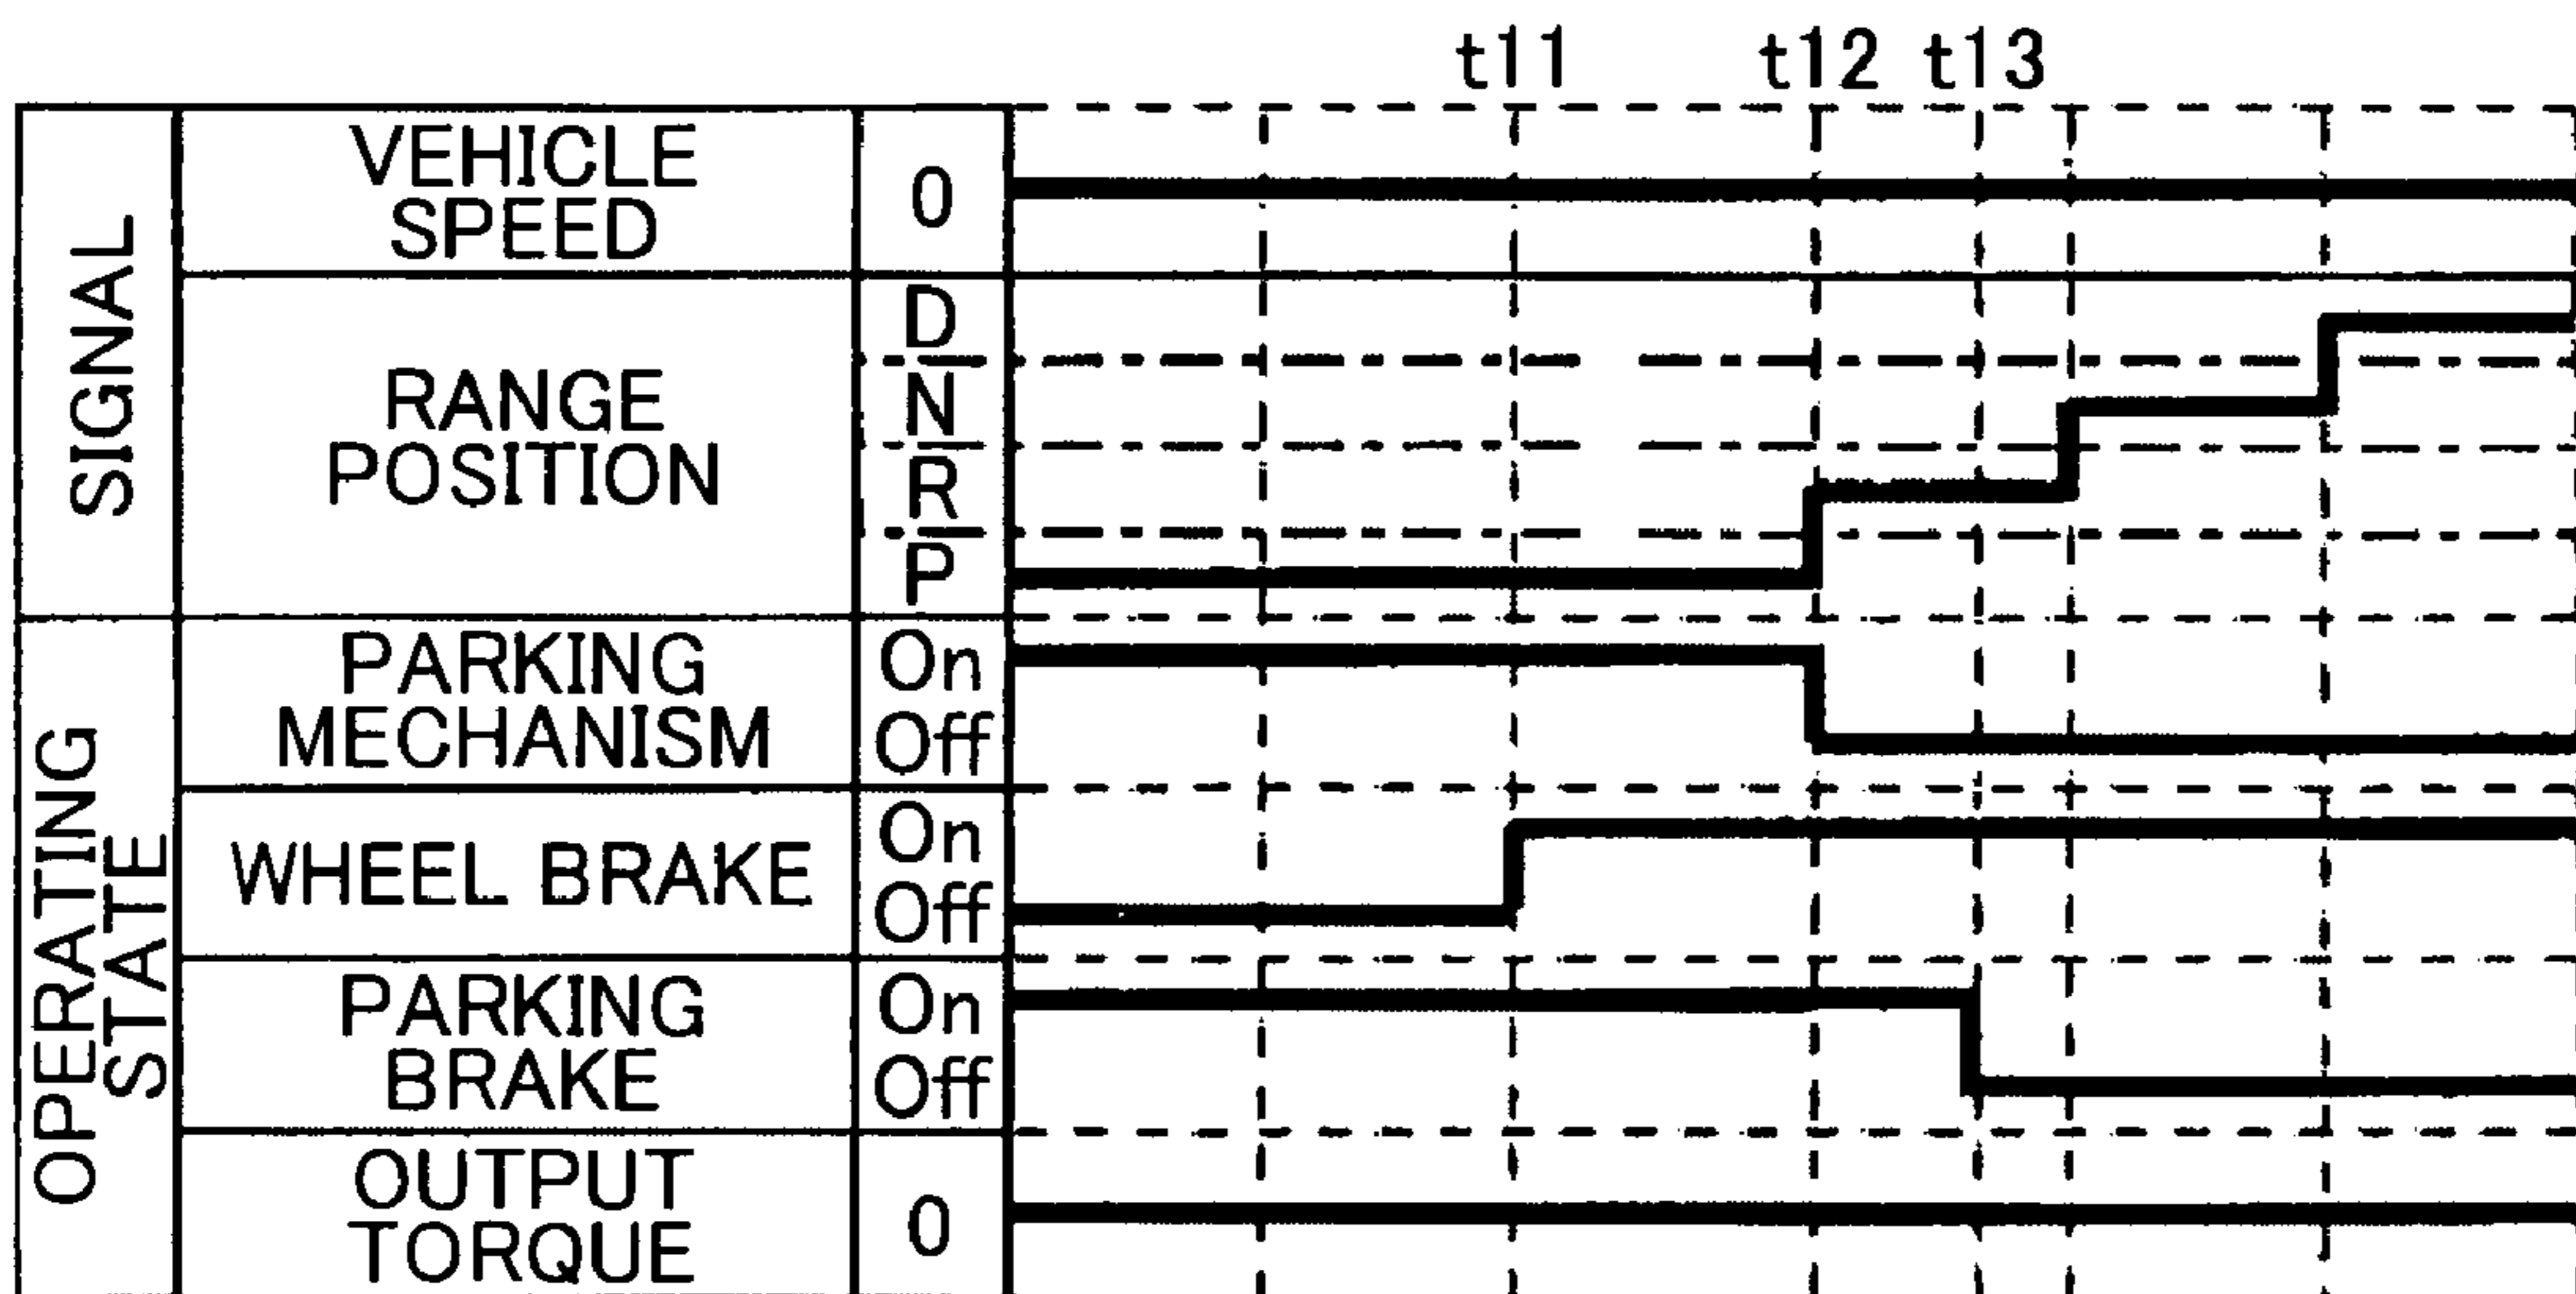 t11 t12 t13
SIGNAL
VEHICLE
SPEED
0
RANGE
POSITION
D
N
R
P
OPERATING
STATE
PARKING
MECHANISM
On
Off
WHEEL BRAKE
On
Off
PARKING
BRAKE
On
Off
OUTPUT
TORQUE
0